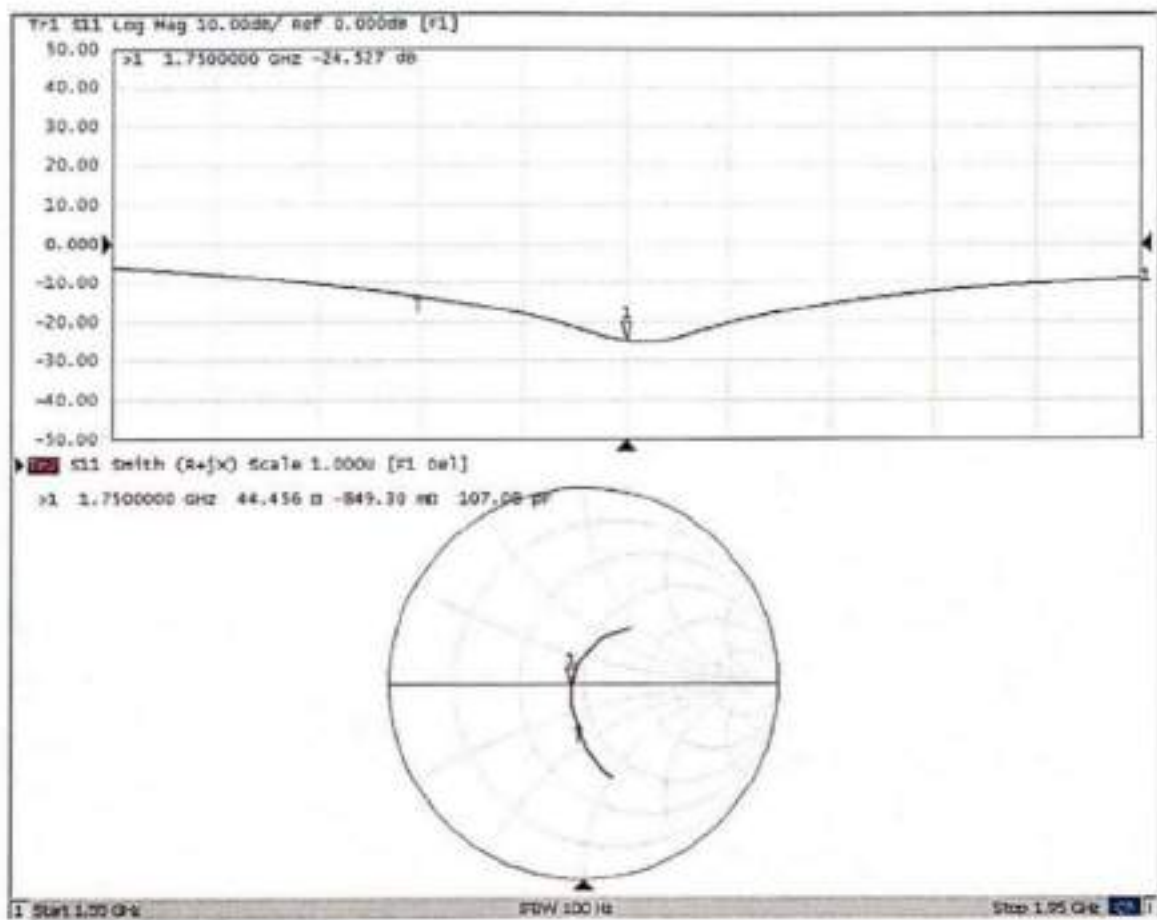 Tr1 S11 Log Mag 10.00dB/ Ref 0.000dB [F1]
50.00
>1 1.7500000 GHz -24.527 dB
40.00
30.00
20.00
10.00
0.000
-10.00
-20.00
1
-30.00
-40.00
-50.00
S11 Smith (R+jX) Scale 1.000U [F1 Del]
>1 1.7500000 GHz 44.456 Ω -849.30 mΩ 107.08 pF
1
1 Start 1.55 GHz IFBW 100 Hz Stop 1.95 GHz